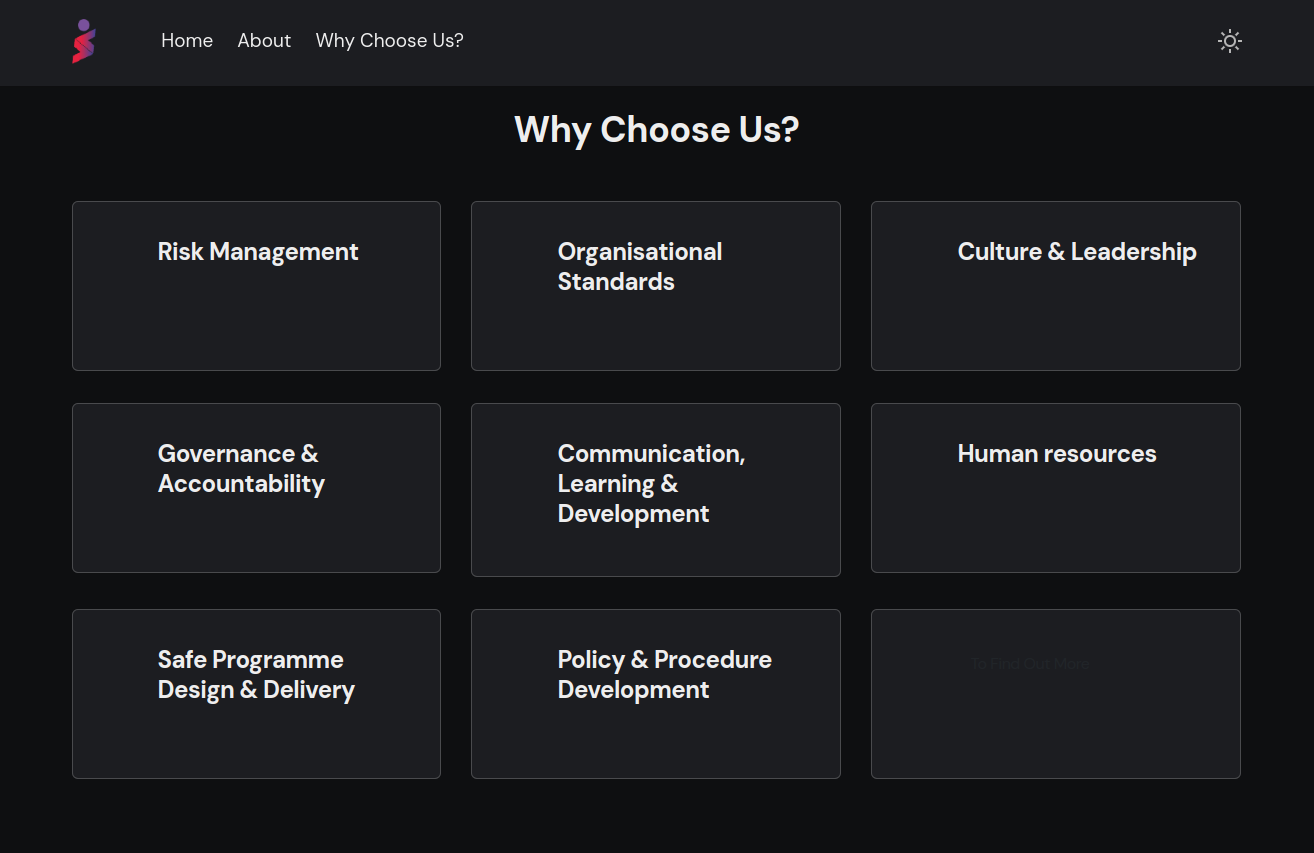 Home About Why Choose Us?
Why Choose Us?
Risk Management
Organisational
Standards
Culture & Leadership
Governance &
Accountability
Communication,
Learning &
Development
Human resources
Safe Programme
Design & Delivery
Policy & Procedure
Development
To Find Out More